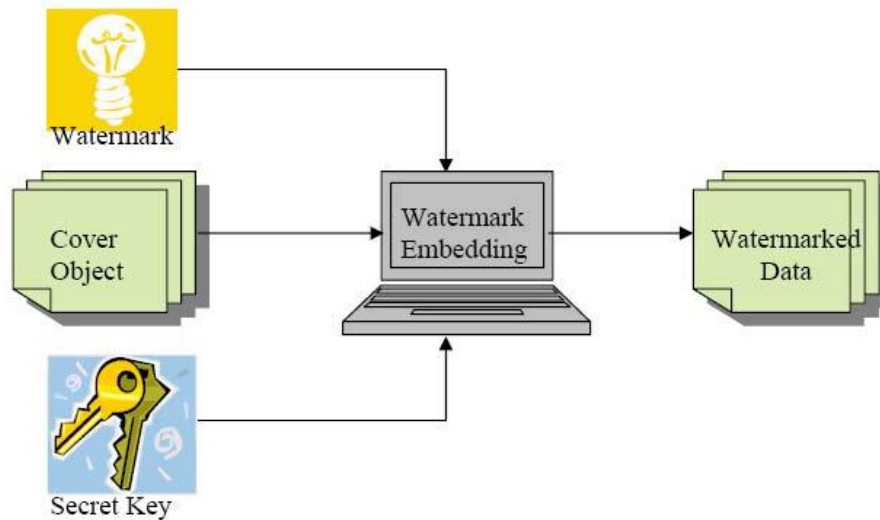 Watermark
Cover
Object
Watermark
Embedding
Watermarked
Data
Secret Key